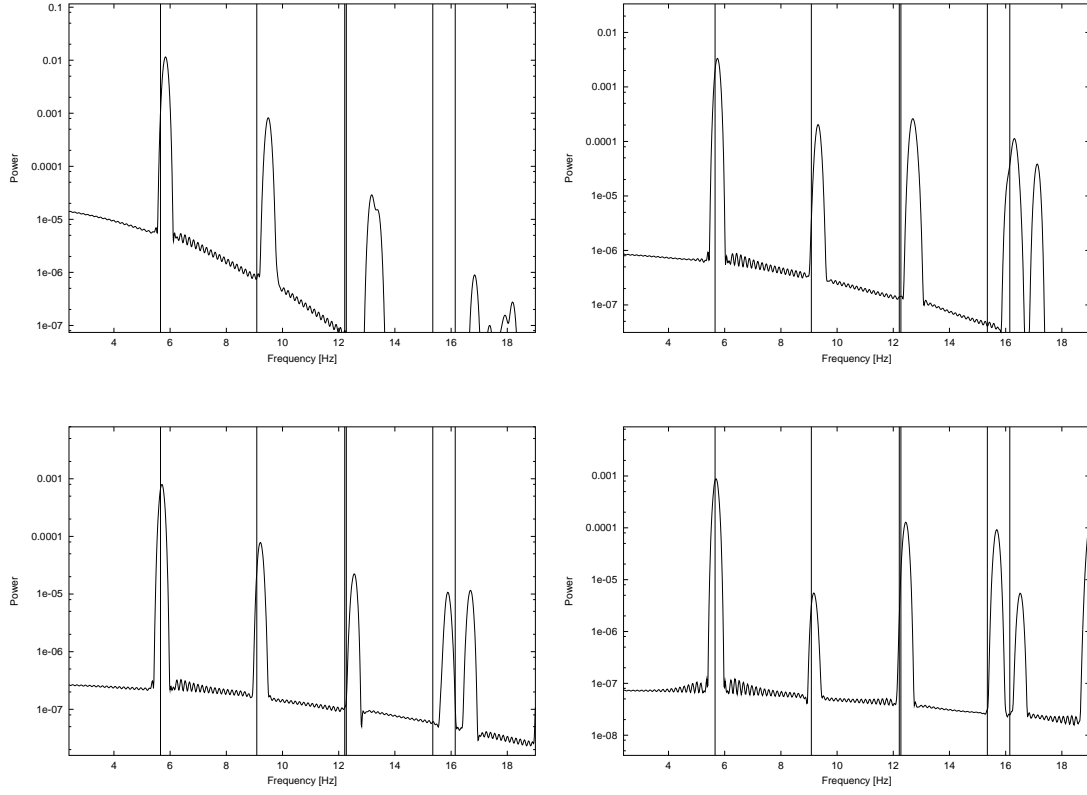 0.1
0.01
0.001
0.0001
1e-05
1e-06
1e-07
Power
4 6 8 10 12 14 16 18
Frequency [Hz]
0.01
0.001
0.0001
1e-05
1e-06
1e-07
Power
4 6 8 10 12 14 16 18
Frequency [Hz]
0.001
0.0001
1e-05
1e-06
1e-07
Power
4 6 8 10 12 14 16 18
Frequency [Hz]
0.001
0.0001
1e-05
1e-06
1e-07
1e-08
Power
4 6 8 10 12 14 16 18
Frequency [Hz]